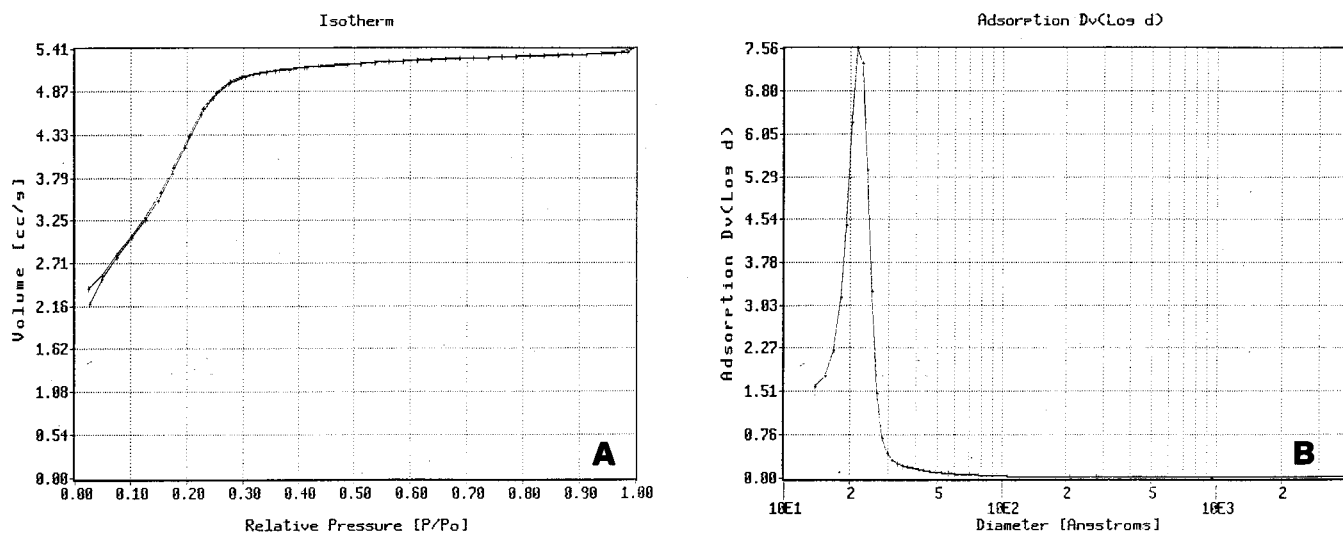 Isotherm
5.41
4.87
4.33
3.79
3.25
2.71
2.16
1.62
1.08
0.54
0.00
Volume [cc/g]
0.00 0.10 0.20 0.30 0.40 0.50 0.60 0.70 0.80 0.90 1.00
Relative Pressure [P/Po]
A
Adsorption Dv(Log d)
7.56
6.80
6.05
5.29
4.54
3.78
3.03
2.27
1.51
0.76
0.00
Adsorption Dv(Log d)
10E1 2 5 10E2 2 5 10E3 2
Diameter [Angstroms]
B